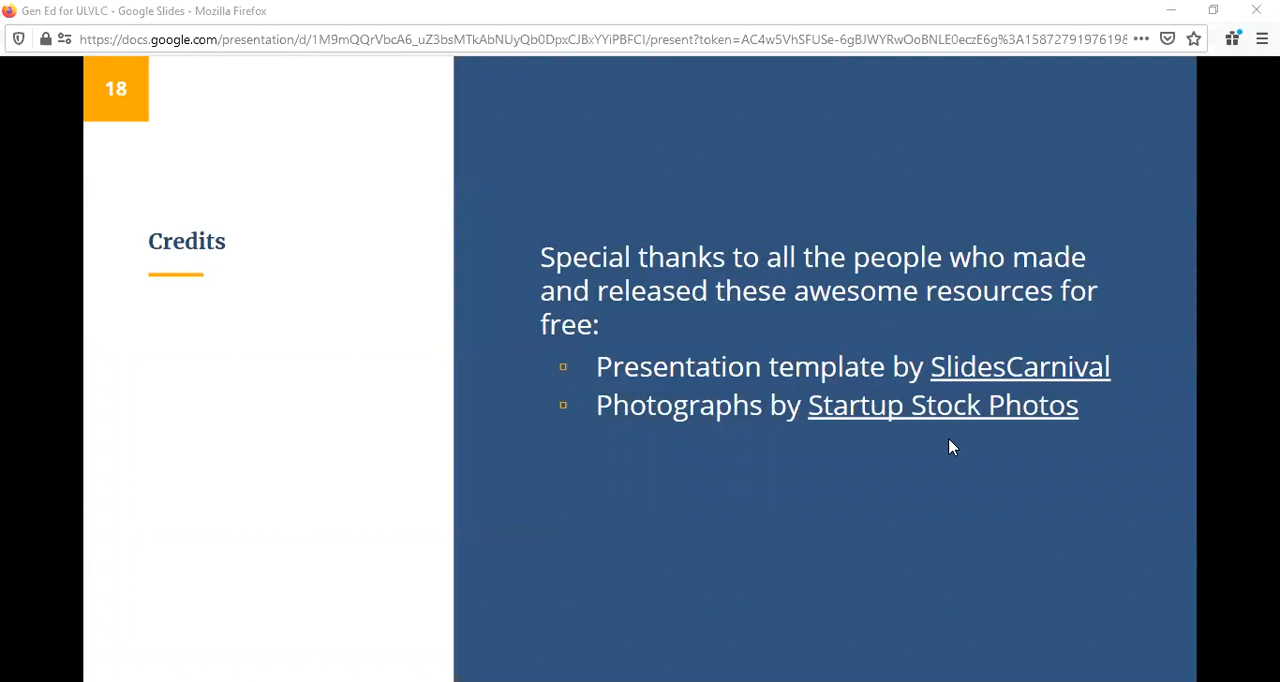 Gen Ed for ULVLC - Google Slides - Mozilla Firefox
https://docs.google.com/presentation/d/1M9mQQrVbcA6_uZ3bsMTkAbNUyQb0DpxCJBxYYiPBFCI/present?token=AC4w5VhSFUSe-6gBJWYRwOoBNLE0eczE6g%3A1587279197619&
18
Credits
Special thanks to all the people who made
and released these awesome resources for
free:
Presentation template by SlidesCarnival
Photographs by Startup Stock Photos